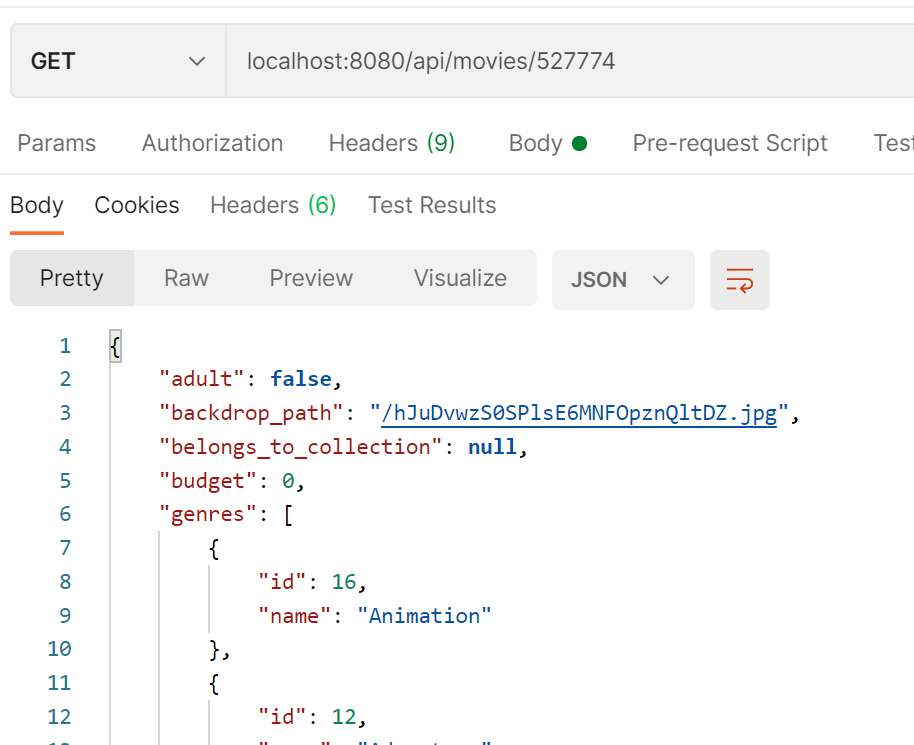 GET localhost:8080/api/movies/527774
Params Authorization Headers (9) Body Pre-request Script Test
Body Cookies Headers (6) Test Results
Pretty Raw Preview Visualize JSON
1 {
2 "adult": false,
3 "backdrop_path": "/hJuDvwzS0SPlsE6MNFOpznQltDZ.jpg",
4 "belongs_to_collection": null,
5 "budget": 0,
6 "genres": [
7 {
8 "id": 16,
9 "name": "Animation"
10 },
11 {
12 "id": 12,